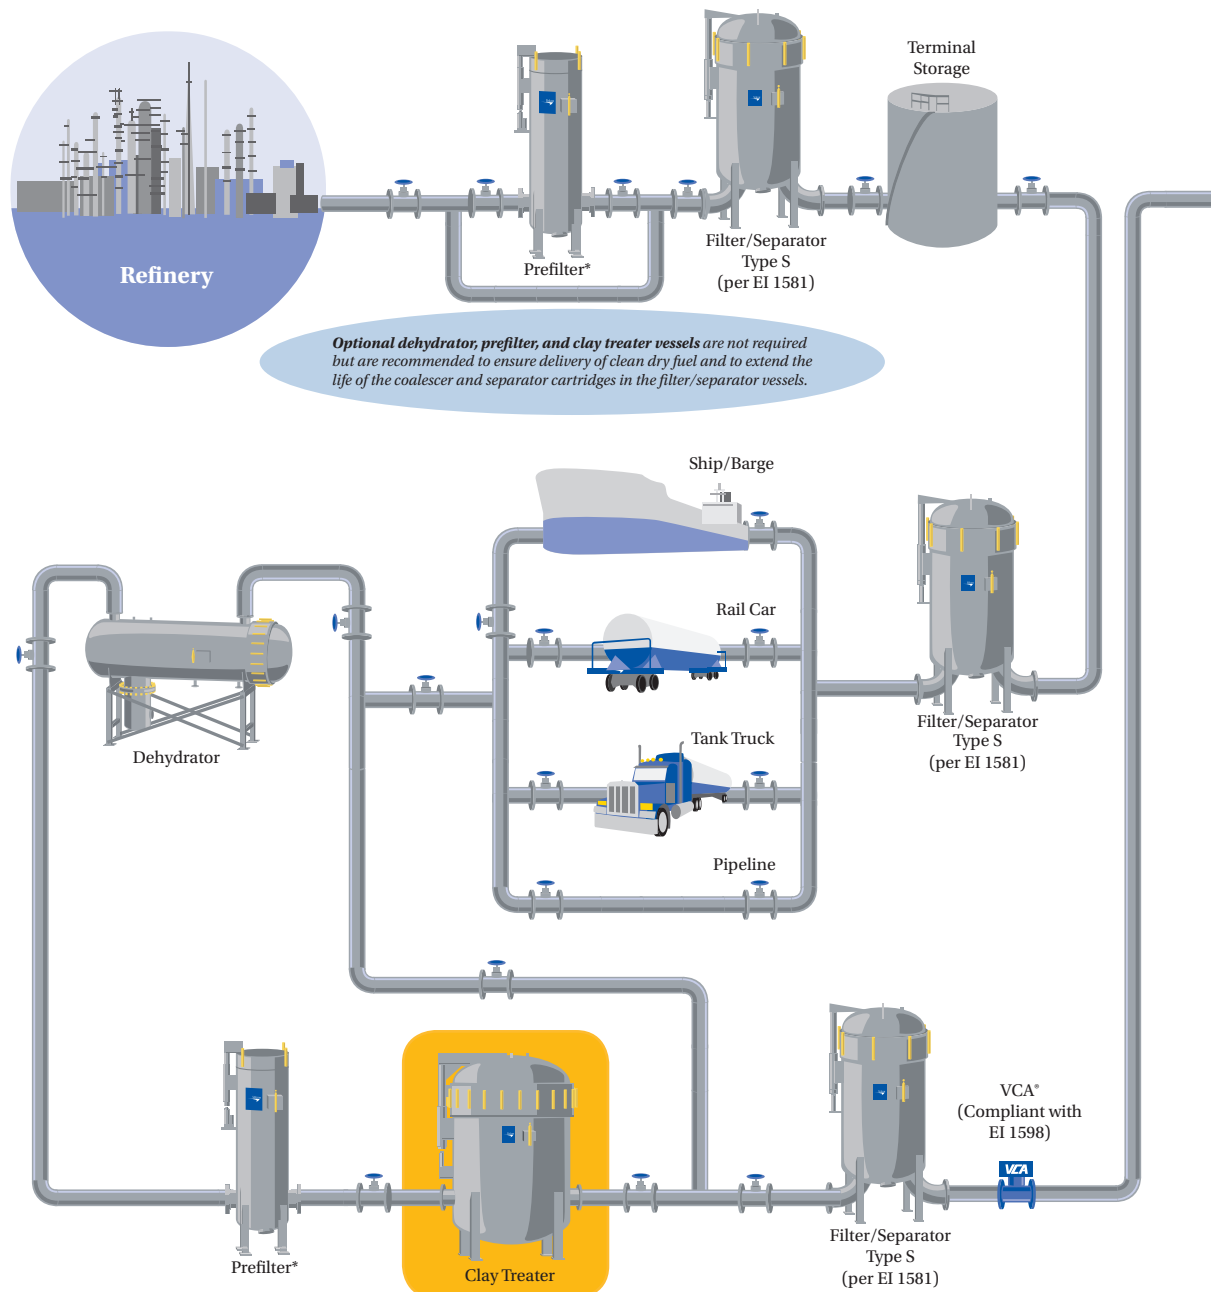 Terminal
Storage
Refinery
Prefilter*
Filter/Separator
Type S
(per EI 1581)
Optional dehydrator, prefilter, and clay treater vessels are not required
but are recommended to ensure delivery of clean dry fuel and to extend the
life of the coalescer and separator cartridges in the filter/separator vessels.
Ship/Barge
Rail Car
Tank Truck
Pipeline
Filter/Separator
Type S
(per EI 1581)
Dehydrator
Prefilter*
Clay Treater
Filter/Separator
Type S
(per EI 1581)
VCA®
(Compliant with
EI 1598)
VCA